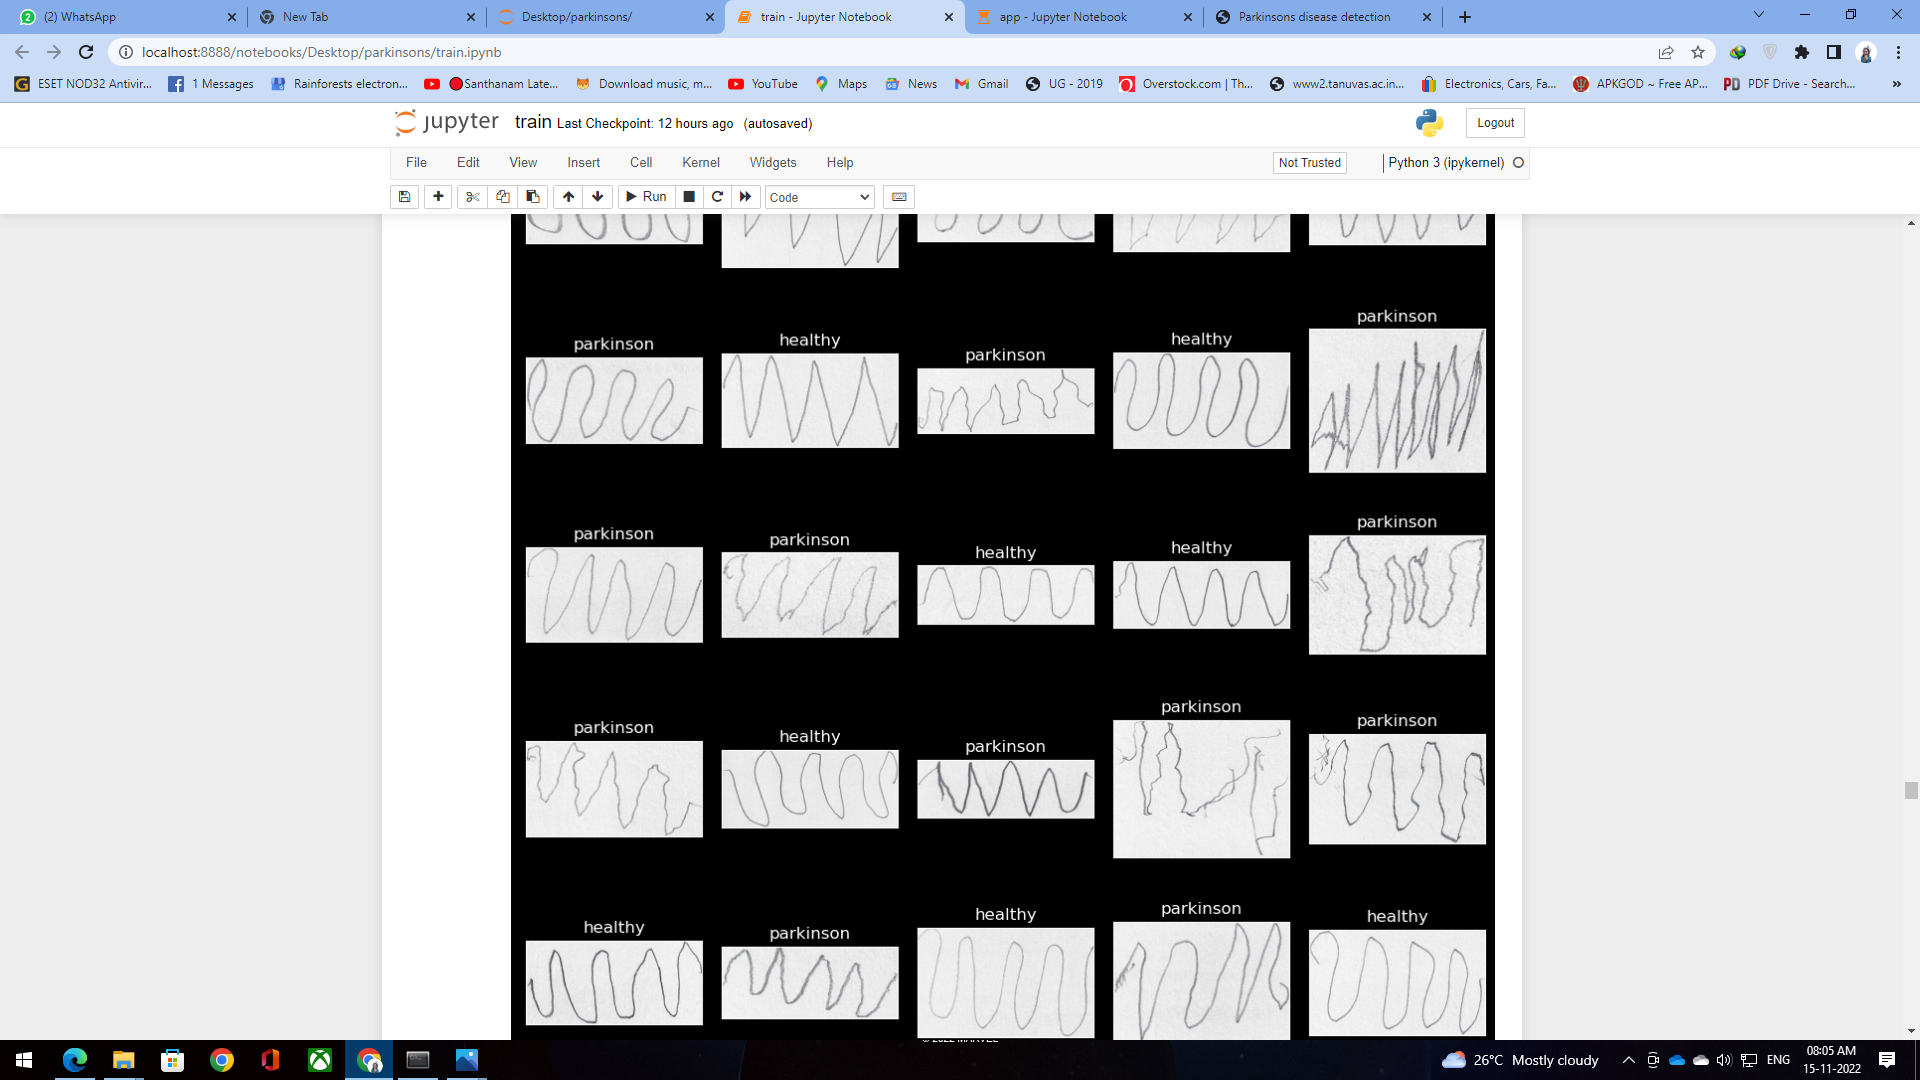 (2) WhatsApp
New Tab
Desktop/parkinsons/
train - Jupyter Notebook
app - Jupyter Notebook
Parkinsons disease detection
localhost:8888/notebooks/Desktop/parkinsons/train.ipynb
ESET NOD32 Antivir...
1 Messages
Rainforests electron...
Santhanam Late...
Download music, m...
YouTube
Maps
News
Gmail
UG - 2019
Overstock.com | Th...
www2.tanuvas.ac.in...
Electronics, Cars, Fa...
APKGOD ~ Free AP...
PDF Drive - Search...
jupyter train Last Checkpoint: 12 hours ago (autosaved)
Logout
File Edit View Insert Cell Kernel Widgets Help
Not Trusted
Python 3 (ipykernel)
Run
Code
parkinson healthy parkinson healthy parkinson
parkinson parkinson healthy healthy parkinson
parkinson healthy parkinson parkinson parkinson
healthy parkinson healthy parkinson healthy
26°C Mostly cloudy
ENG
08:05 AM
15-11-2022